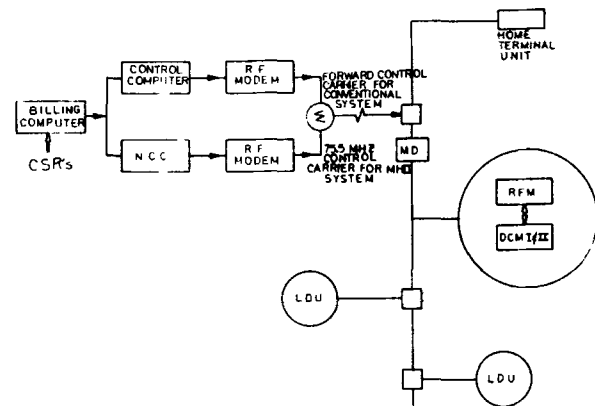 HOME
TERMINAL
UNIT
CONTROL
COMPUTER
RF
MODEM
FORWARD CONTROL
CARRIER FOR
CONVENTIONAL
SYSTEM
BILLING
COMPUTER
Σ
CSR's
NCC
RF
MODEM
CONTROL
CARRIER FOR
SYSTEM
MD
RFM
DCM I/II
LDU
LDU